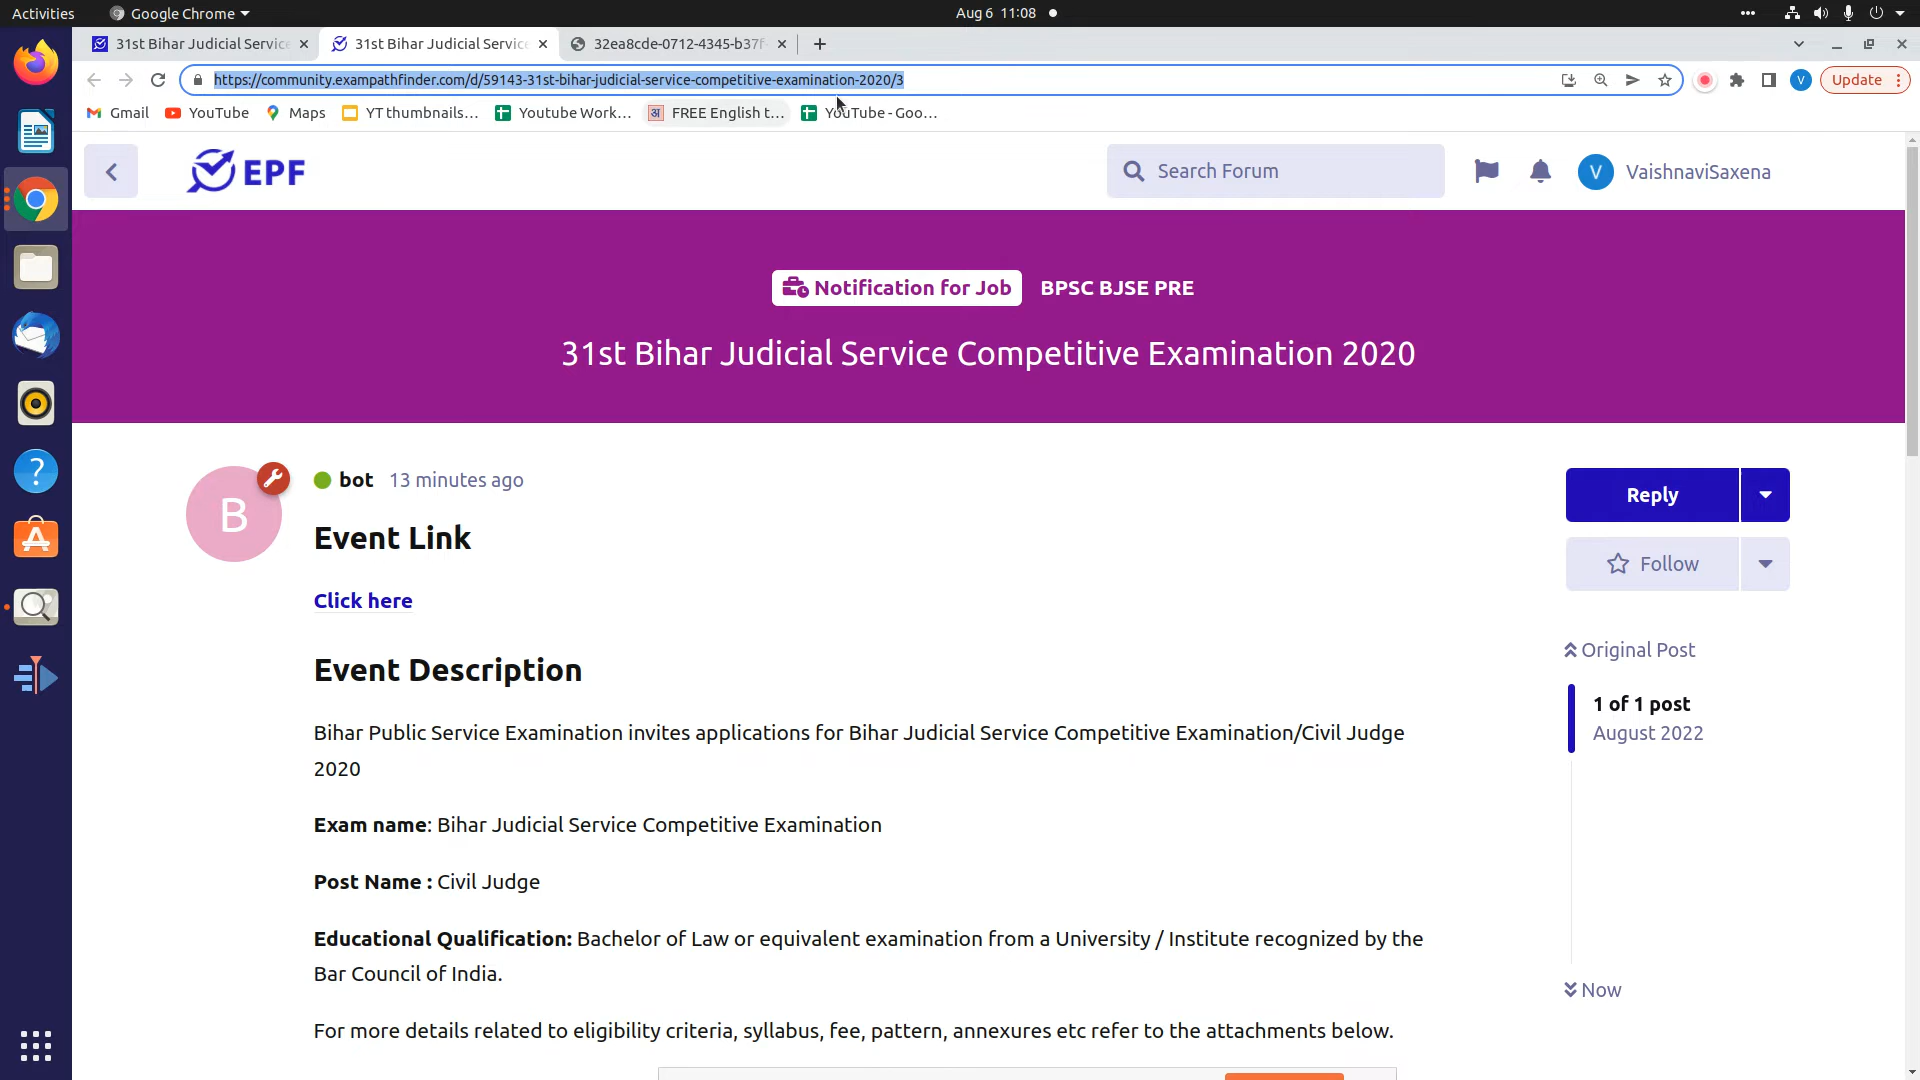 Activities Google Chrome Aug 6 11:08
31st Bihar Judicial Service 31st Bihar Judicial Service 32ea8cde-0712-4345-b37f-
https://community.exampathfinder.com/d/59143-31st-bihar-judicial-service-competitive-examination-2020/3 V Update
Gmail YouTube Maps YT thumbnails... Youtube Work... FREE English t... YouTube - Goo...
EPF Search Forum V VaishnaviSaxena
Notification for Job BPSC BJSE PRE
31st Bihar Judicial Service Competitive Examination 2020
B bot 13 minutes ago Reply
Event Link
Follow
Click here
Original Post
Event Description
1 of 1 post
August 2022
Bihar Public Service Examination invites applications for Bihar Judicial Service Competitive Examination/Civil Judge
2020
Exam name: Bihar Judicial Service Competitive Examination
Post Name : Civil Judge
Educational Qualification: Bachelor of Law or equivalent examination from a University / Institute recognized by the
Bar Council of India.
Now
For more details related to eligibility criteria, syllabus, fee, pattern, annexures etc refer to the attachments below.